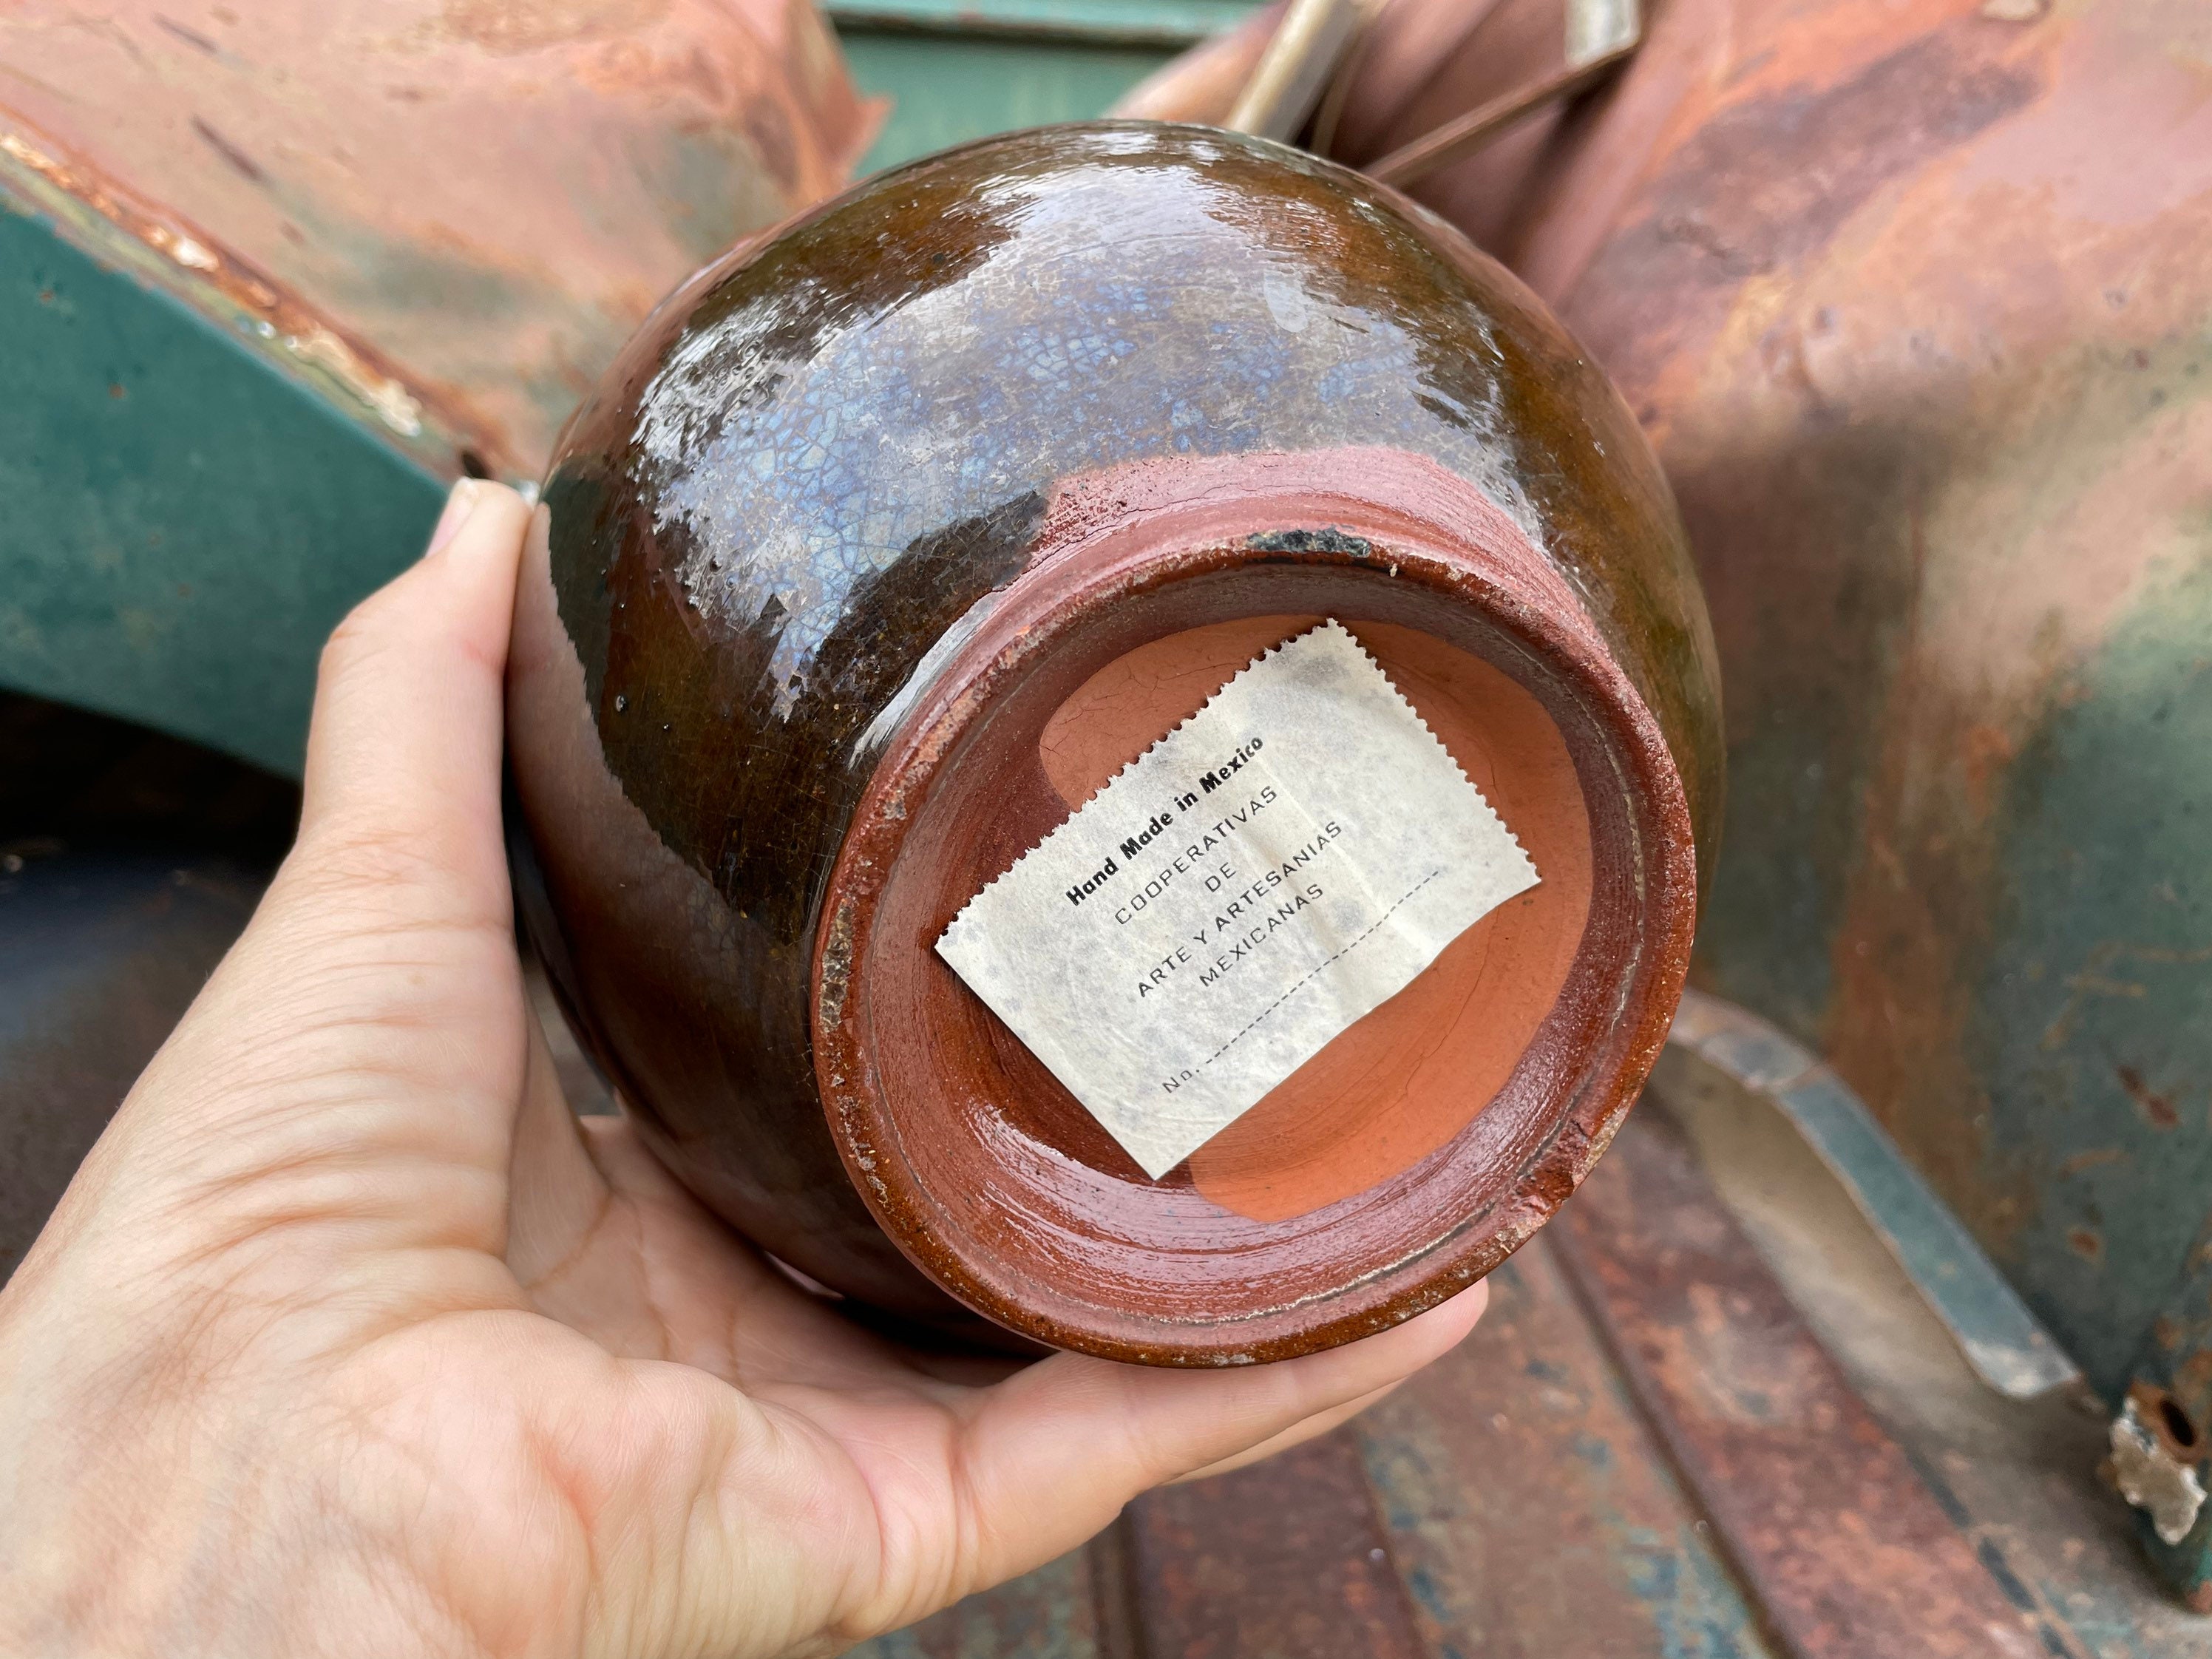 Hand Made in Mexico
COOPERATIVAS
DE
ARTE Y ARTESANIAS
MEXICANAS
No. --------------------